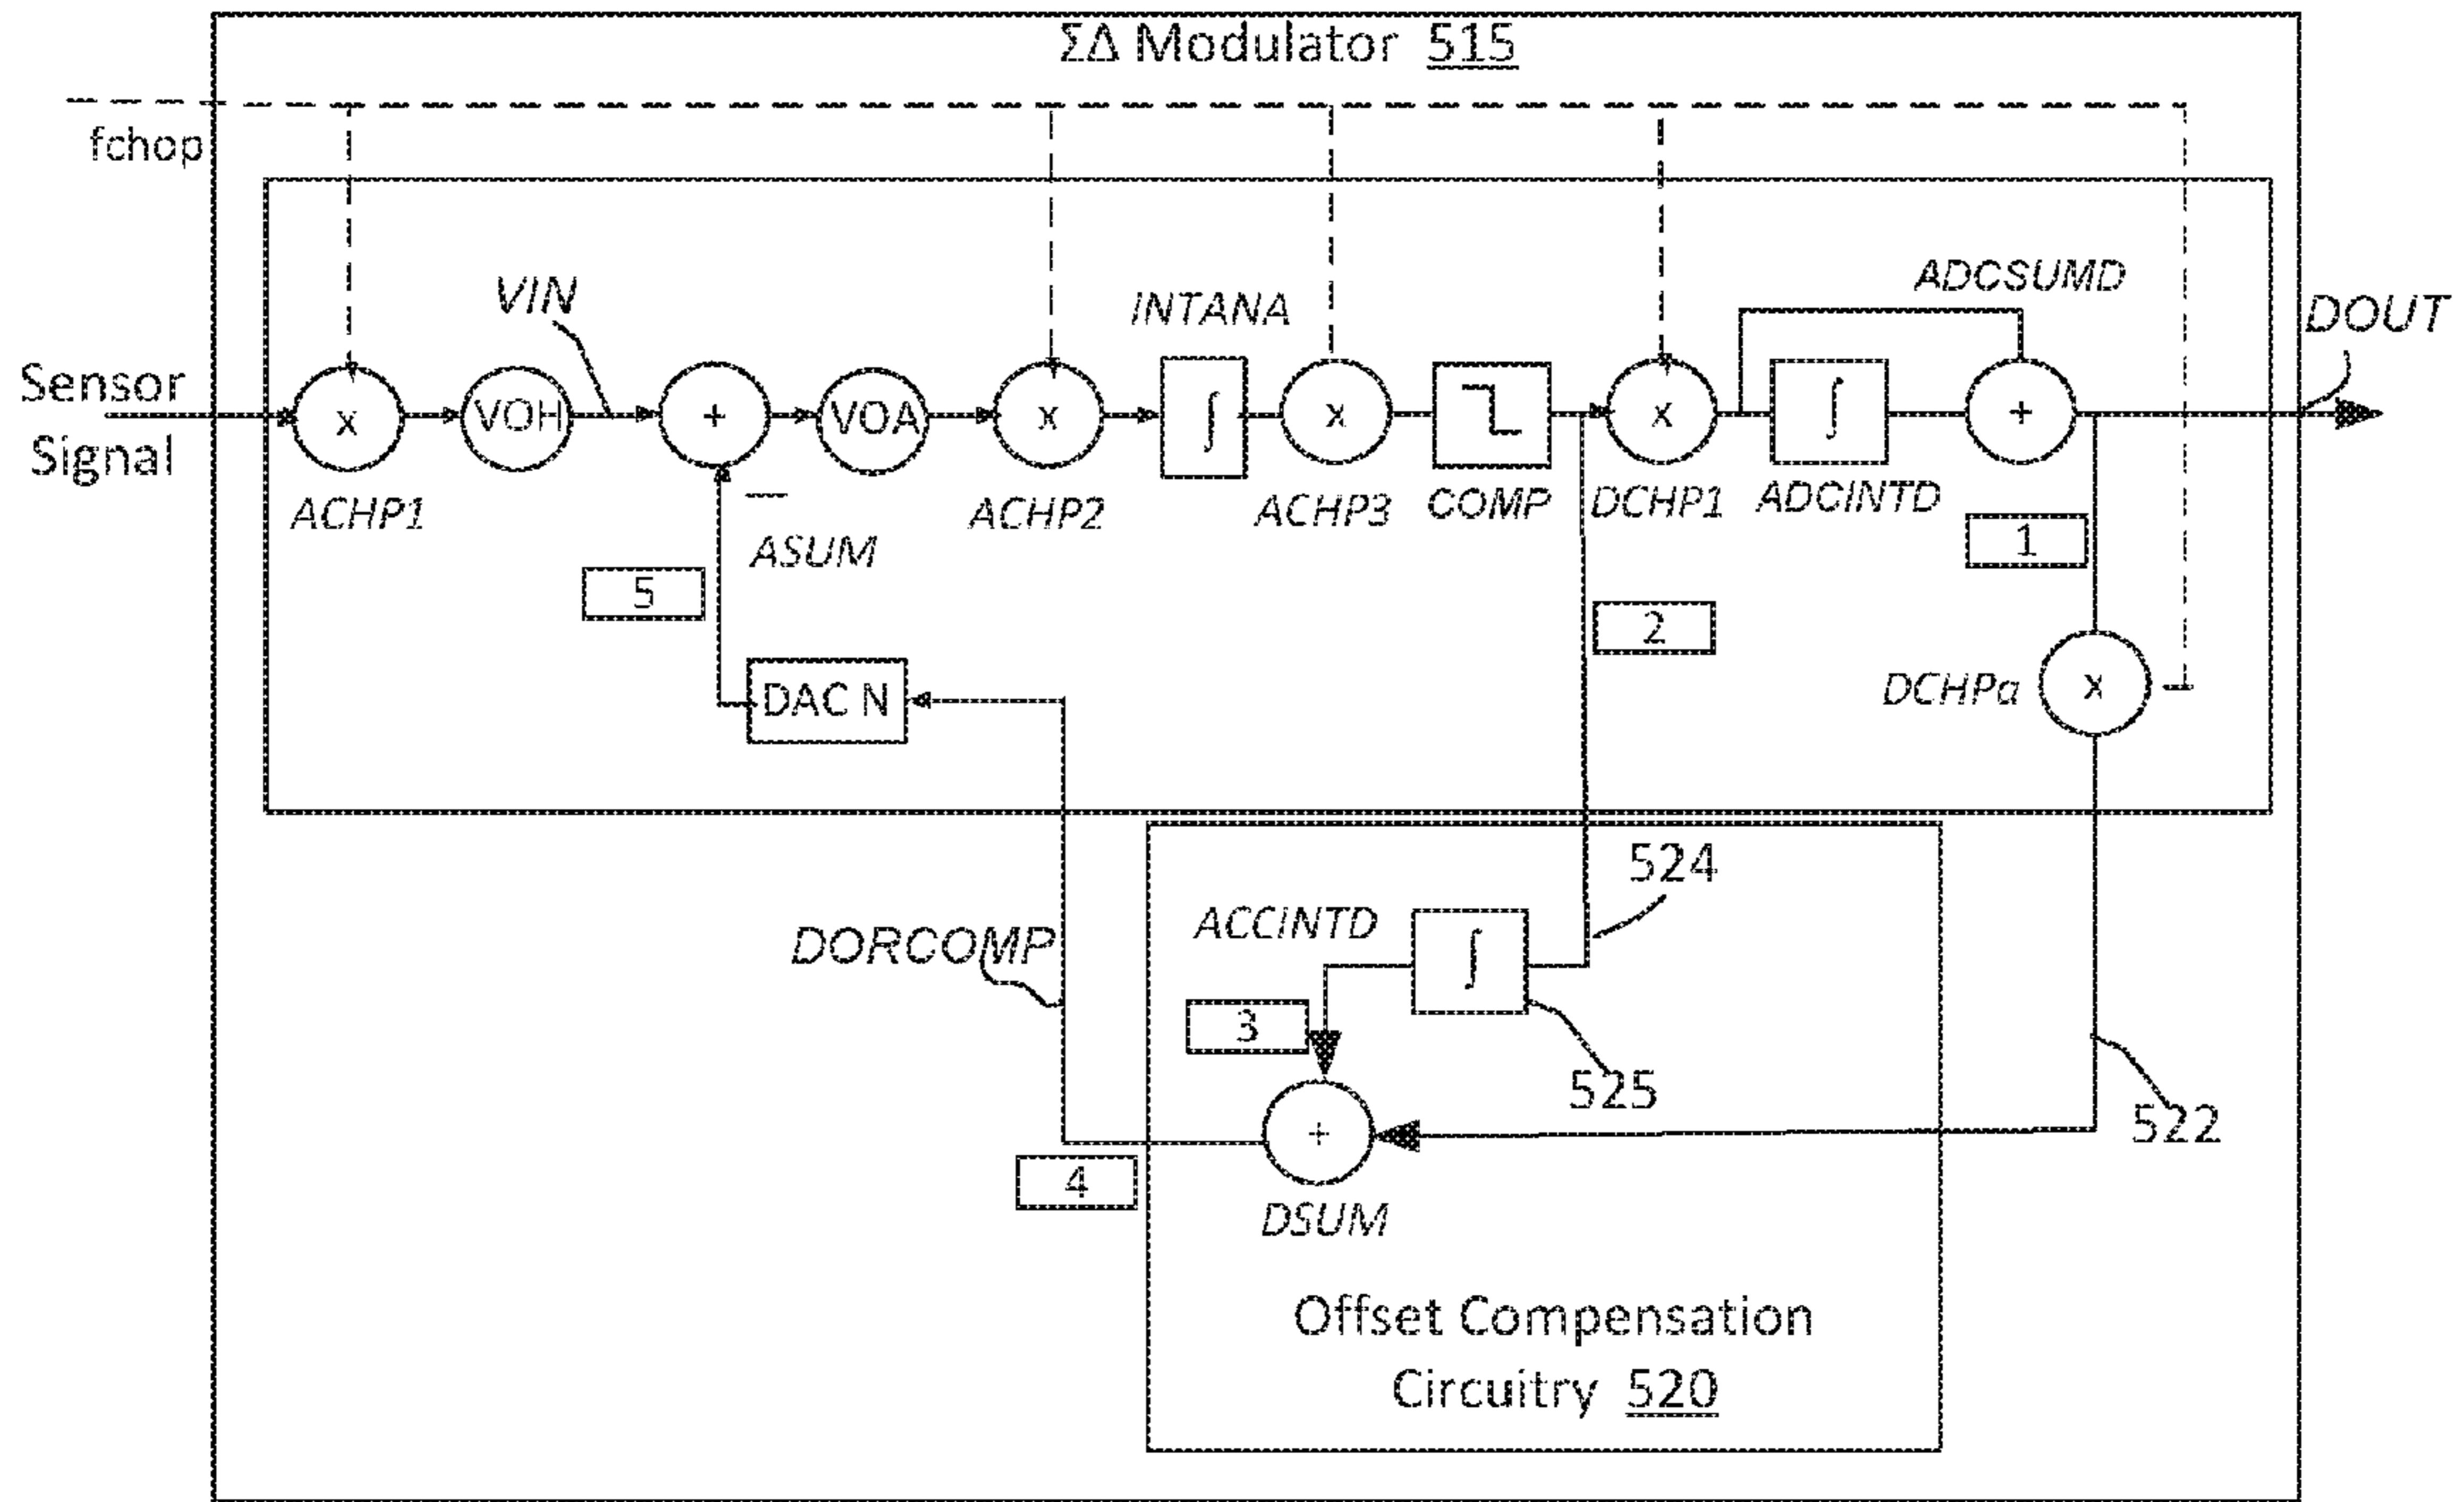 ΣΔ Modulator 515
fchop
VIN
INTANA
ADCSUMD
DOUT
Sensor
Signal
x
VOH
+
VOA
x
∫
x
x
∫
+
ACHP1
ASUM
ACHP2
ACHP3
COMP
DCHP1
ADCINTD
1
5
2
DAC N
DCHPa
x
524
ACCINTD
∫
DORCOMP
3
525
+
522
4
DSUM
Offset Compensation
Circuitry 520